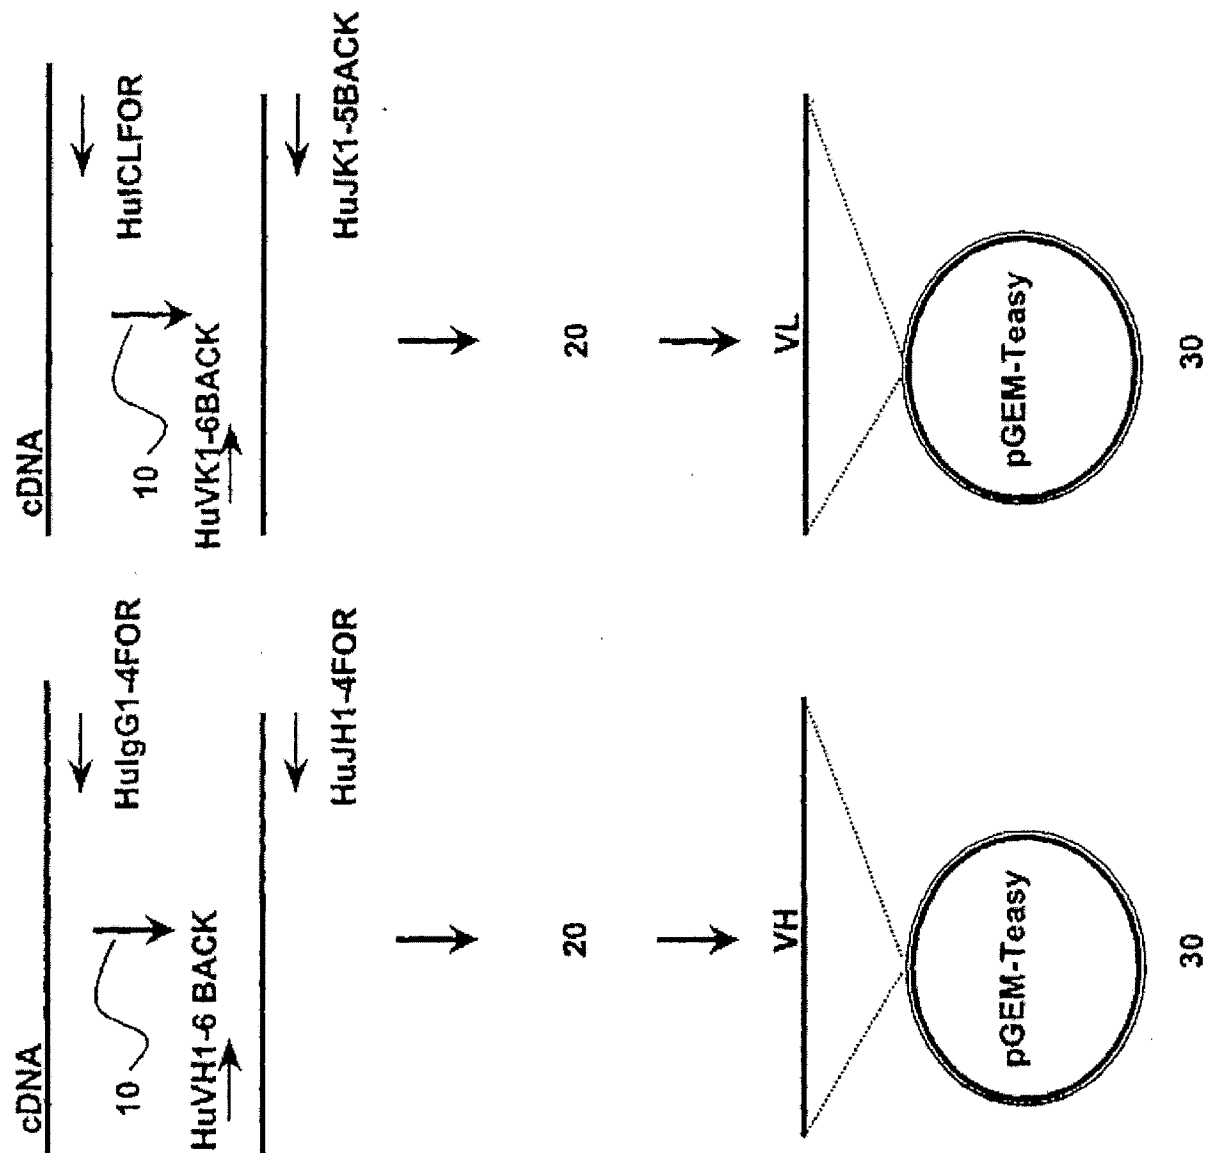 cDNA
HuIgG1-4FOR
10
HuVH1-6 BACK
HuJH1-4FOR
20
VH
pGEM-Teasy
30
cDNA
HuICLFOR
10
HuVK1-6BACK
HuJK1-5BACK
20
VL
pGEM-Teasy
30